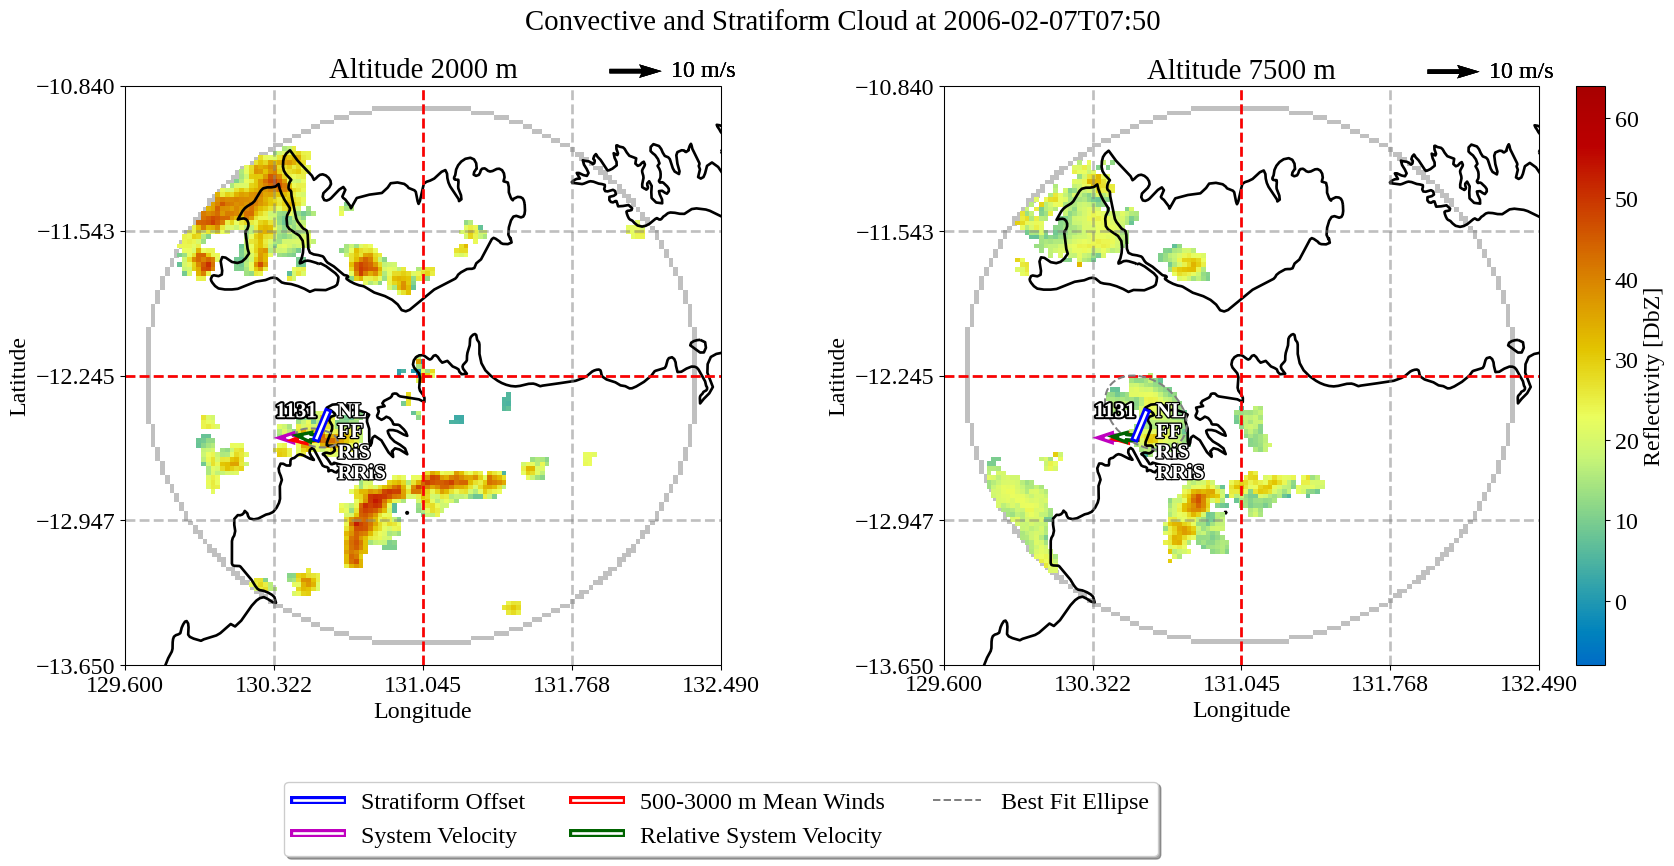 Convective and Stratiform Cloud at 2006-02-07T07:50
Altitude 2000 m
10 m/s
−10.840
−11.543
−12.245
−12.947
−13.650
Latitude
129.600
130.322
131.045
131.768
132.490
Longitude
1131
NL
FF
RiS
RRiS
Altitude 7500 m
10 m/s
−10.840
−11.543
−12.245
−12.947
−13.650
Latitude
129.600
130.322
131.045
131.768
132.490
Longitude
1131
NL
FF
RiS
RRiS
60
50
40
30
20
10
0
Reflectivity [DbZ]
Stratiform Offset
System Velocity
500-3000 m Mean Winds
Relative System Velocity
Best Fit Ellipse